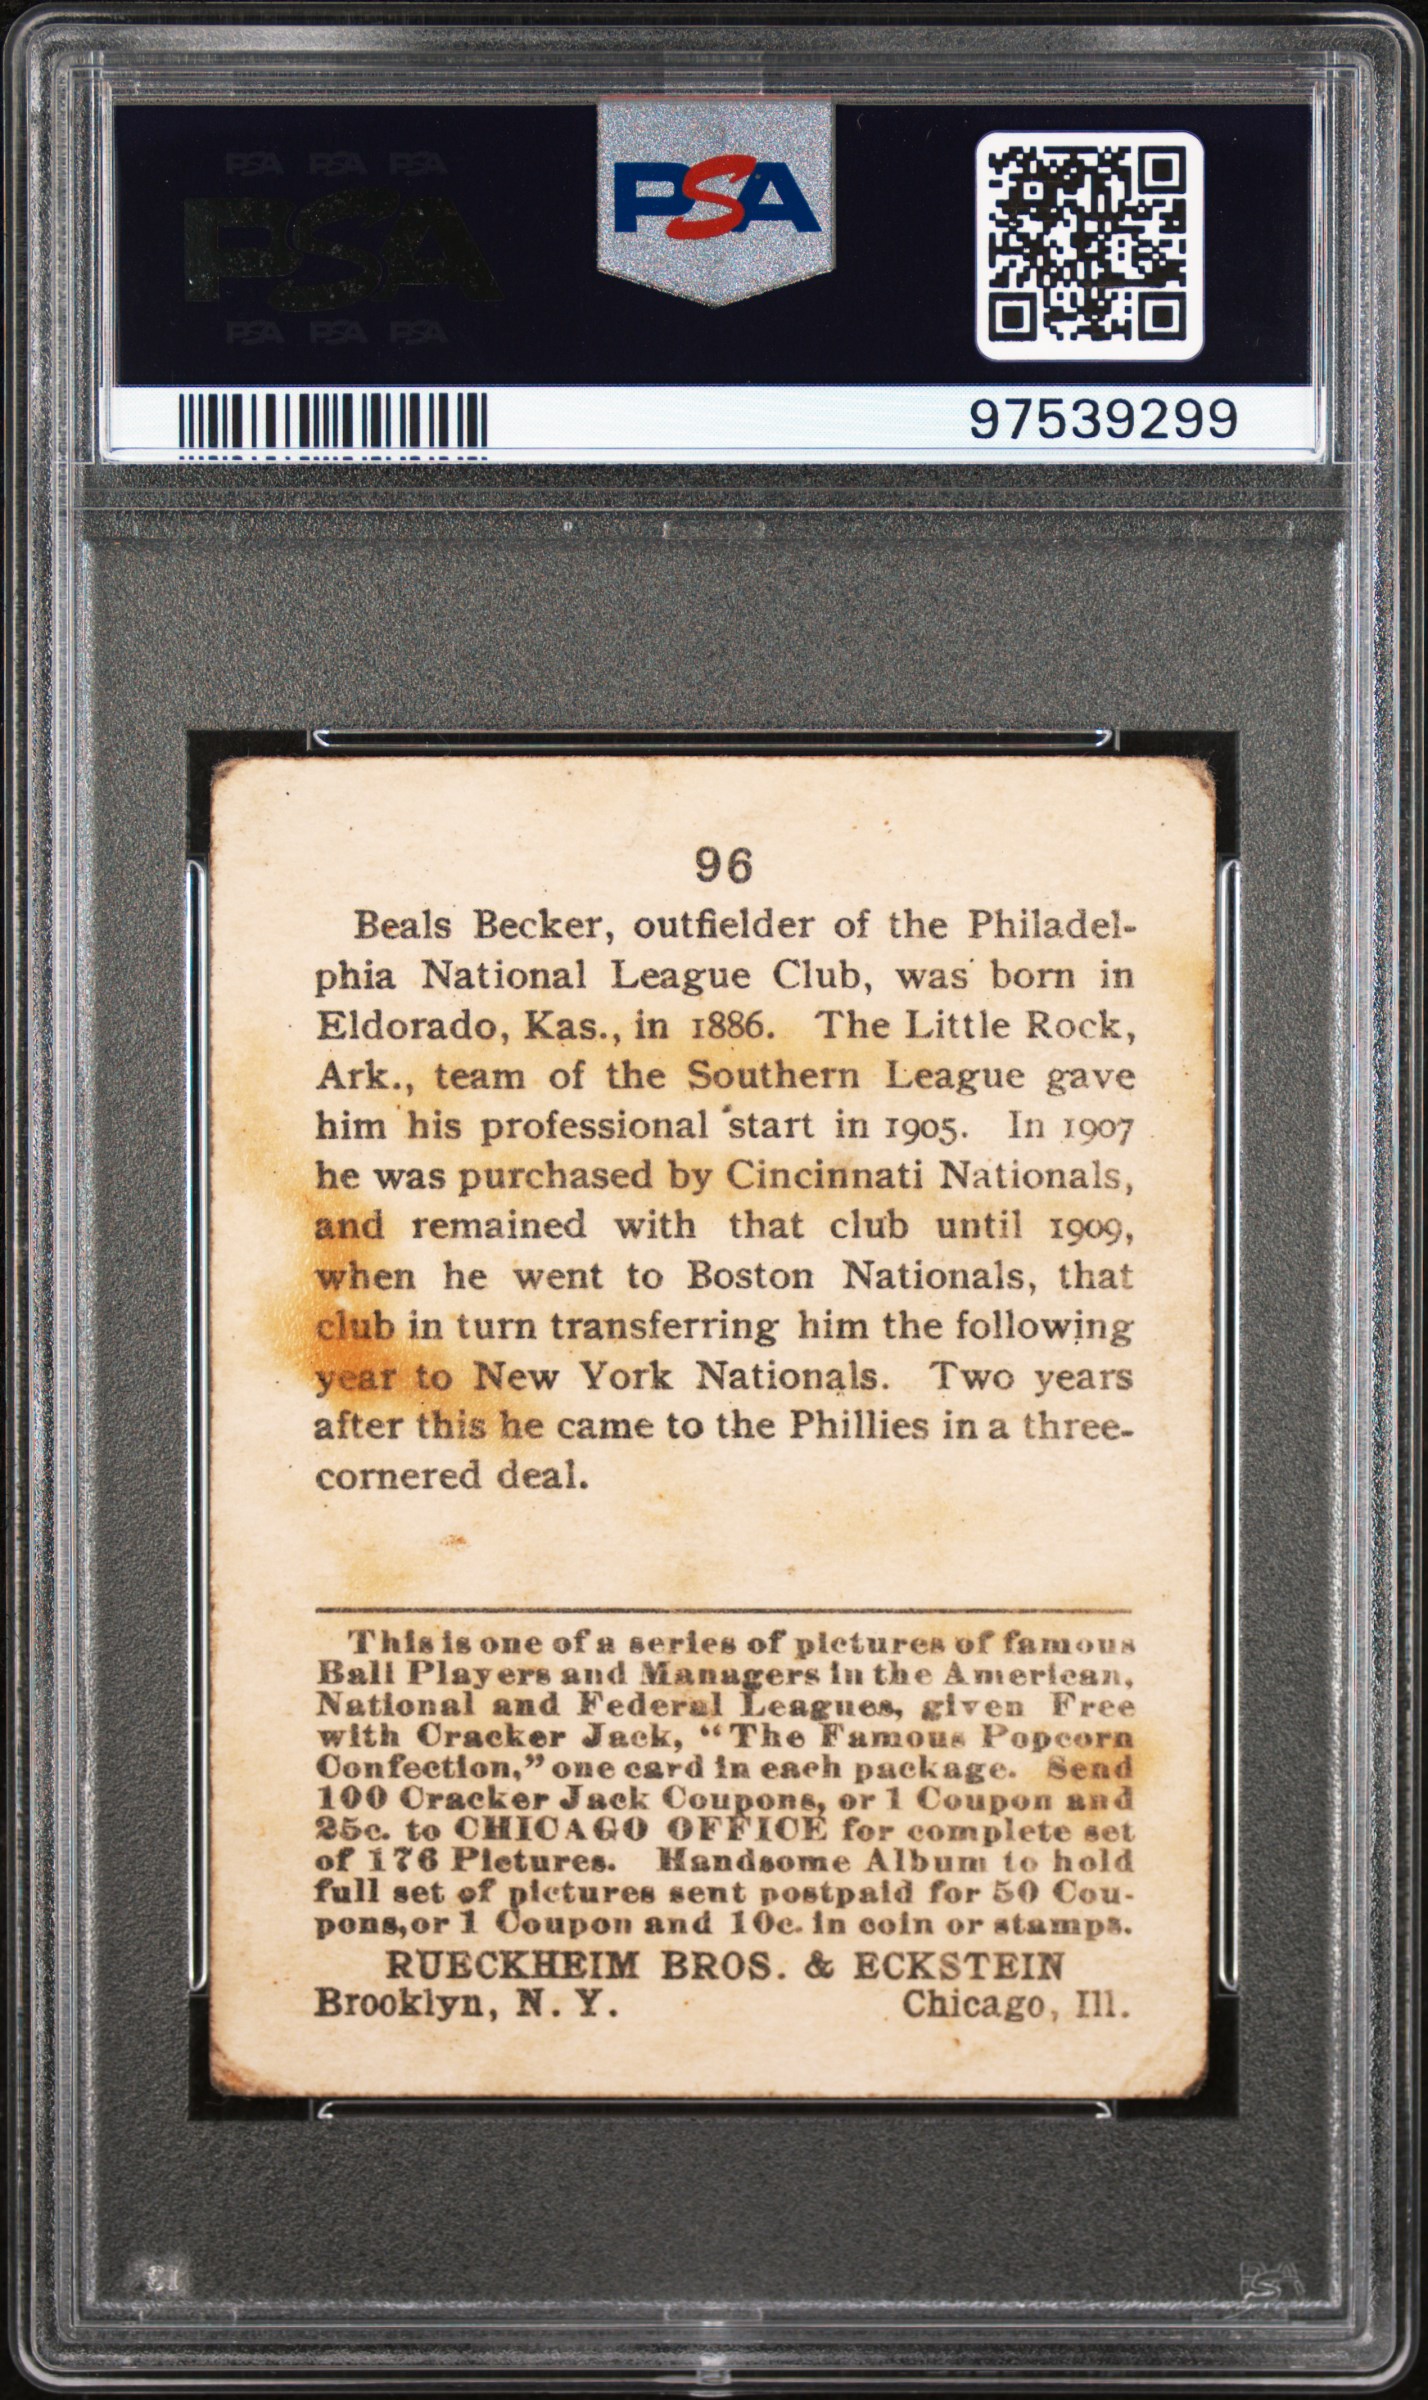 PSA PSA PSA
PSA
PSA PSA PSA
PSA
97539299
96
Beals Becker, outfielder of the Philadel-
phia National League Club, was born in
Eldorado, Kas., in 1886. The Little Rock,
Ark., team of the Southern League gave
him his professional start in 1905. In 1907
he was purchased by Cincinnati Nationals,
and remained with that club until 1909,
when he went to Boston Nationals, that
club in turn transferring him the following
year to New York Nationals. Two years
after this he came to the Phillies in a three-
cornered deal.
This is one of a series of pictures of famous
Ball Players and Managers in the American,
National and Federal Leagues, given Free
with Cracker Jack, "The Famous Popcorn
Confection," one card in each package. Send
100 Cracker Jack Coupons, or 1 Coupon and
25c. to CHICAGO OFFICE for complete set
of 176 Pictures. Handsome Album to hold
full set of pictures sent postpaid for 50 Cou-
pons, or 1 Coupon and 10c. in coin or stamps.
RUECKHEIM BROS. & ECKSTEIN
Brooklyn, N. Y. Chicago, Ill.
PSA